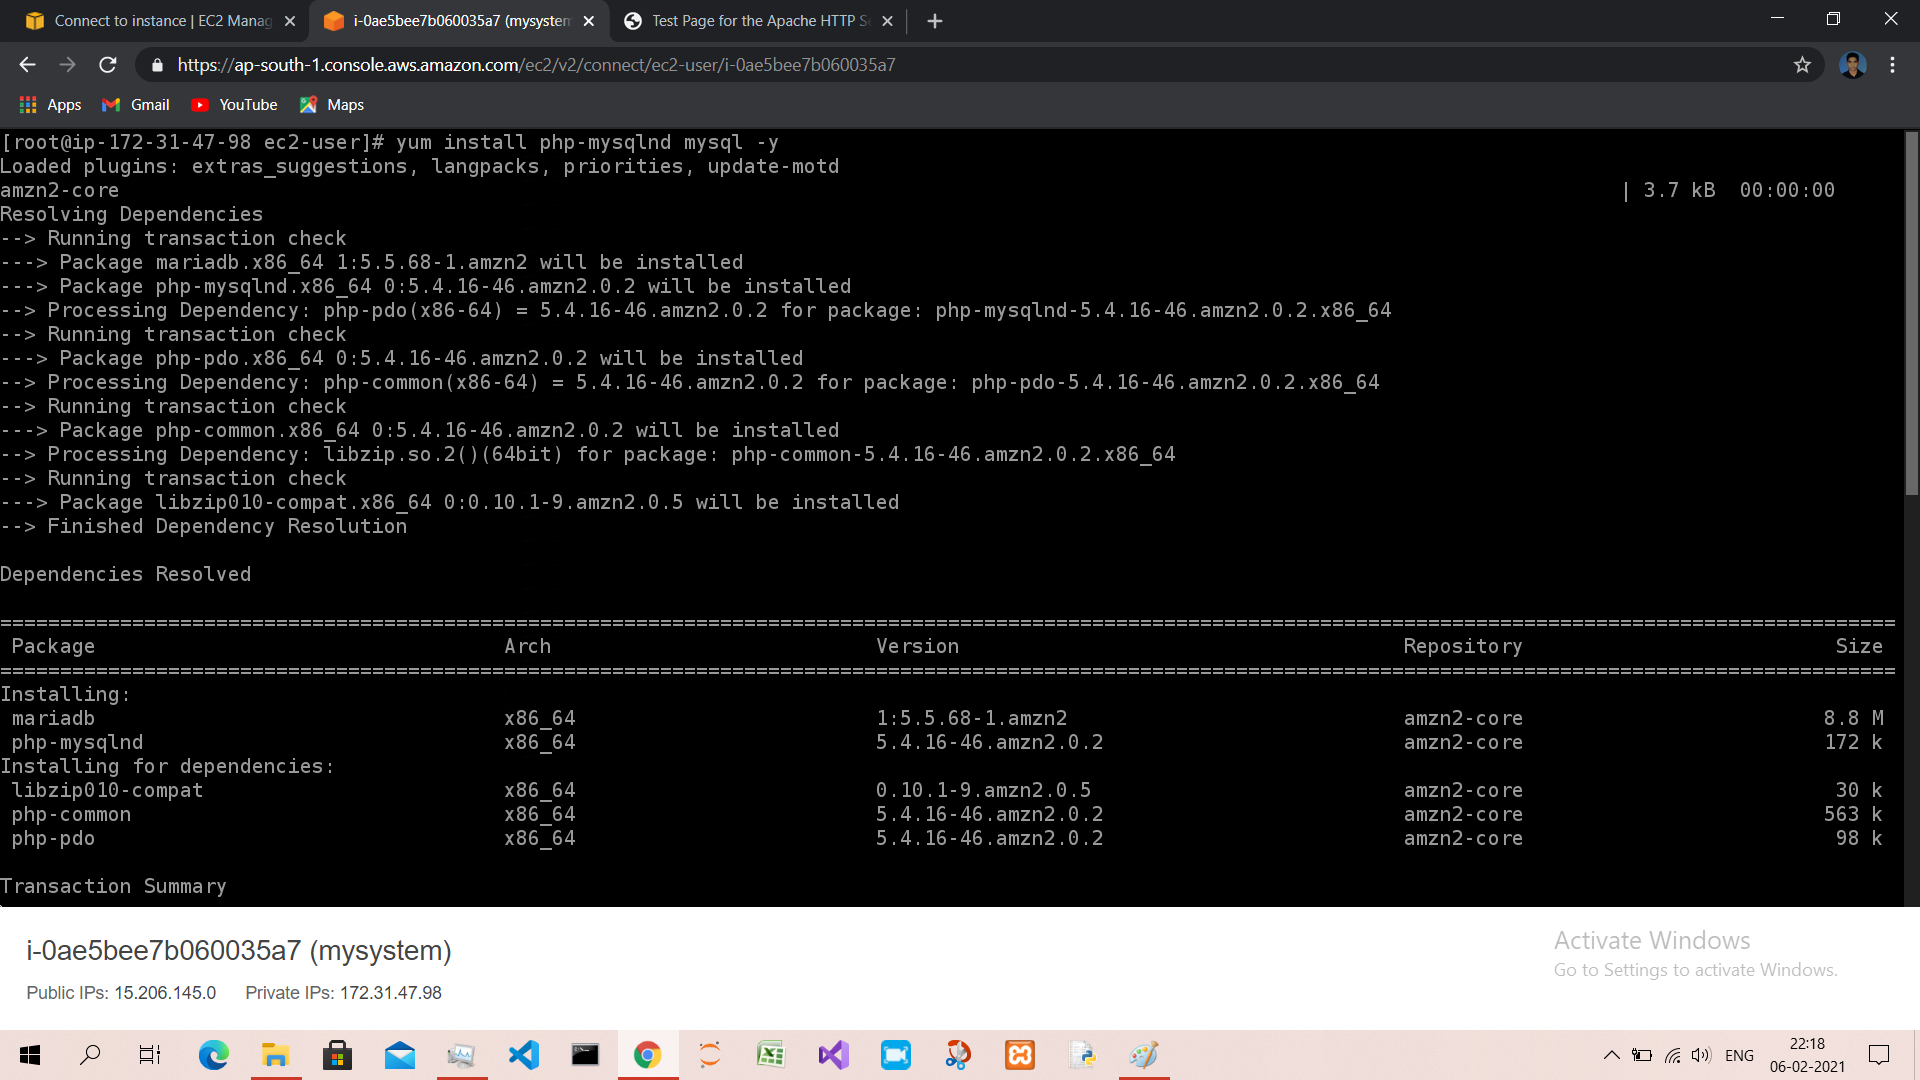 Connect to instance | EC2 Manag
i-0ae5bee7b060035a7 (mysystem
Test Page for the Apache HTTP Se
https://ap-south-1.console.aws.amazon.com/ec2/v2/connect/ec2-user/i-0ae5bee7b060035a7
Apps Gmail YouTube Maps
[root@ip-172-31-47-98 ec2-user]# yum install php-mysqlnd mysql -y
Loaded plugins: extras_suggestions, langpacks, priorities, update-motd
amzn2-core | 3.7 kB 00:00:00
Resolving Dependencies
--> Running transaction check
---> Package mariadb.x86_64 1:5.5.68-1.amzn2 will be installed
---> Package php-mysqlnd.x86_64 0:5.4.16-46.amzn2.0.2 will be installed
--> Processing Dependency: php-pdo(x86-64) = 5.4.16-46.amzn2.0.2 for package: php-mysqlnd-5.4.16-46.amzn2.0.2.x86_64
--> Running transaction check
---> Package php-pdo.x86_64 0:5.4.16-46.amzn2.0.2 will be installed
--> Processing Dependency: php-common(x86-64) = 5.4.16-46.amzn2.0.2 for package: php-pdo-5.4.16-46.amzn2.0.2.x86_64
--> Running transaction check
---> Package php-common.x86_64 0:5.4.16-46.amzn2.0.2 will be installed
--> Processing Dependency: libzip.so.2()(64bit) for package: php-common-5.4.16-46.amzn2.0.2.x86_64
--> Running transaction check
---> Package libzip010-compat.x86_64 0:0.10.1-9.amzn2.0.5 will be installed
--> Finished Dependency Resolution
Dependencies Resolved
Package Arch Version Repository Size
Installing:
mariadb x86_64 1:5.5.68-1.amzn2 amzn2-core 8.8 M
php-mysqlnd x86_64 5.4.16-46.amzn2.0.2 amzn2-core 172 k
Installing for dependencies:
libzip010-compat x86_64 0.10.1-9.amzn2.0.5 amzn2-core 30 k
php-common x86_64 5.4.16-46.amzn2.0.2 amzn2-core 563 k
php-pdo x86_64 5.4.16-46.amzn2.0.2 amzn2-core 98 k
Transaction Summary
i-0ae5bee7b060035a7 (mysystem)
Public IPs: 15.206.145.0 Private IPs: 172.31.47.98
Activate Windows
Go to Settings to activate Windows.
ENG
22:18
06-02-2021